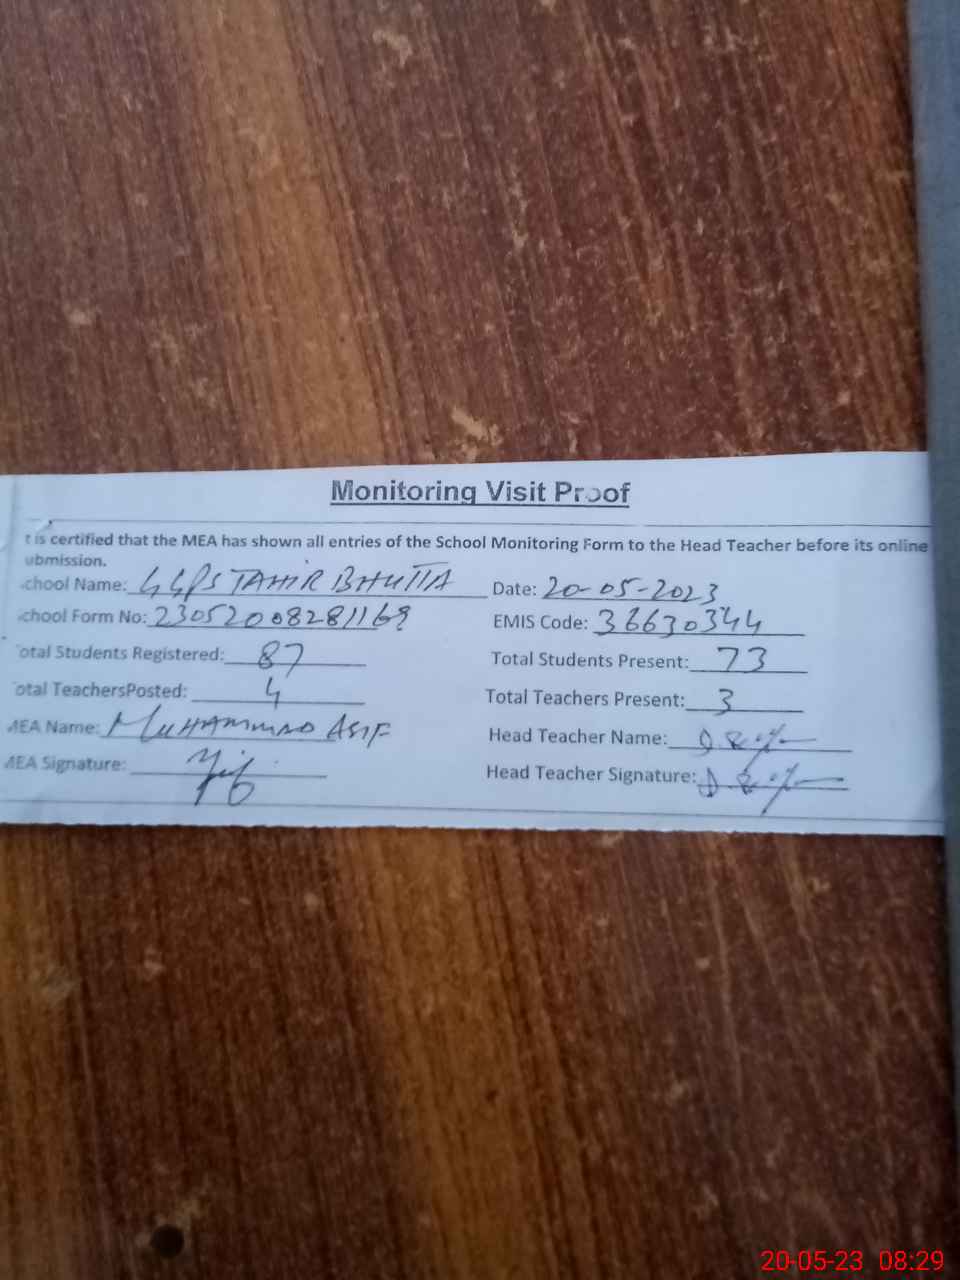 Monitoring Visit Proof
t is certified that the MEA has shown all entries of the School Monitoring Form to the Head Teacher before its online
ubmission.
chool Name: GGPS TAHIR BHUTTA Date: 20-05-2023
chool Form No: 23052008281169 EMIS Code: 36630344
otal Students Registered: 87 Total Students Present: 73
otal TeachersPosted: 4 Total Teachers Present: 3
MEA Name: MUHAMMAD ASIF Head Teacher Name:
MEA Signature: Head Teacher Signature:
20-05-23 08:29